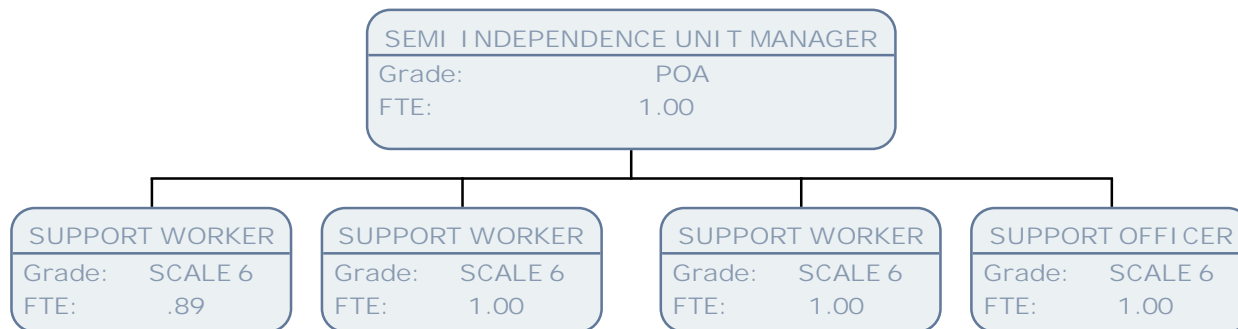 SEMI INDEPENDENCE UNIT MANAGER
Grade: POA
FTE: 1.00
SUPPORT WORKER
Grade: SCALE 6
FTE: .89
SUPPORT WORKER
Grade: SCALE 6
FTE: 1.00
SUPPORT WORKER
Grade: SCALE 6
FTE: 1.00
SUPPORT OFFICER
Grade: SCALE 6
FTE: 1.00